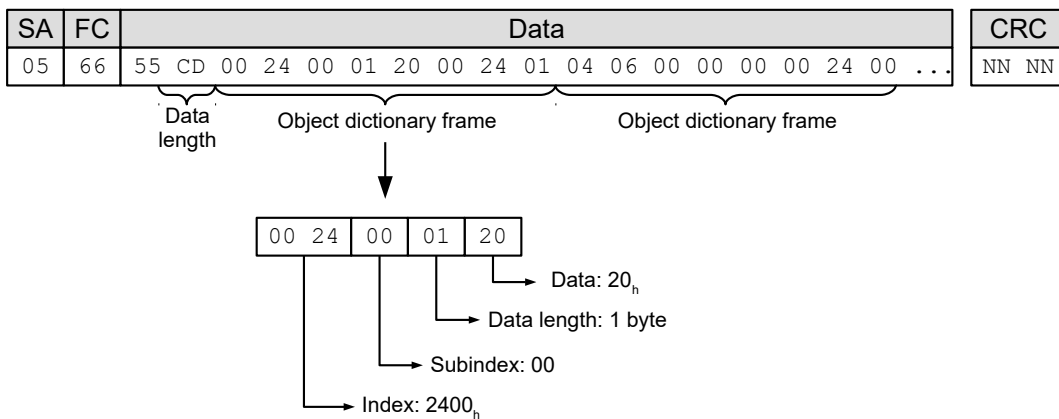 SA FC Data CRC
05 66 55 CD 00 24 00 01 20 00 24 01 04 06 00 00 00 00 24 00 ... NN NN
Data length
Object dictionary frame
Object dictionary frame
00 24 00 01 20
Data: 20h
Data length: 1 byte
Subindex: 00
Index: 2400h